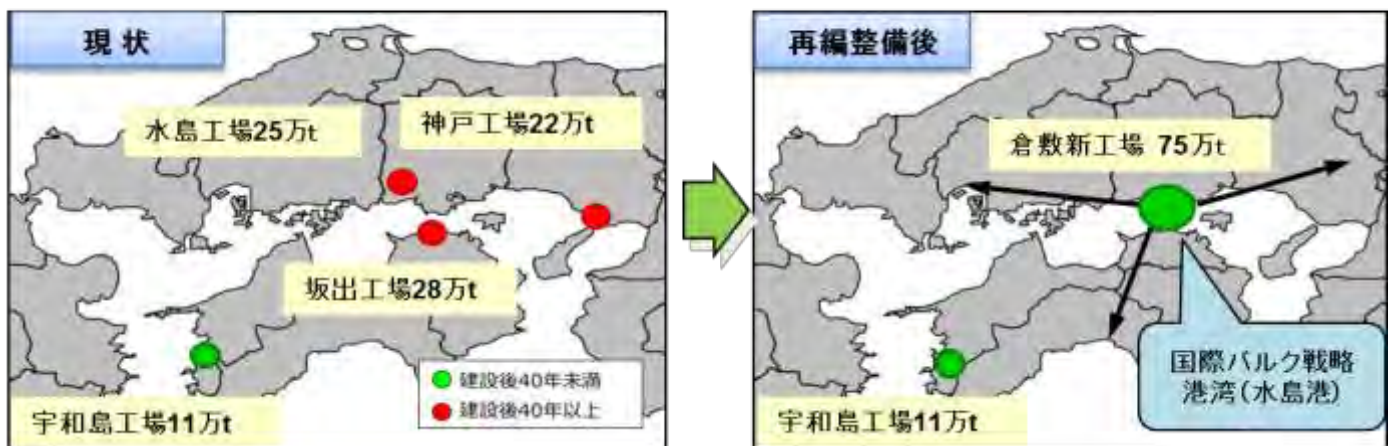 現状
水島工場25万t
神戸工場22万t
坂出工場28万t
建設後40年未満
建設後40年以上
宇和島工場11万t
再編整備後
倉敷新工場 75万t
国際バルク戦略
港湾(水島港)
宇和島工場11万t